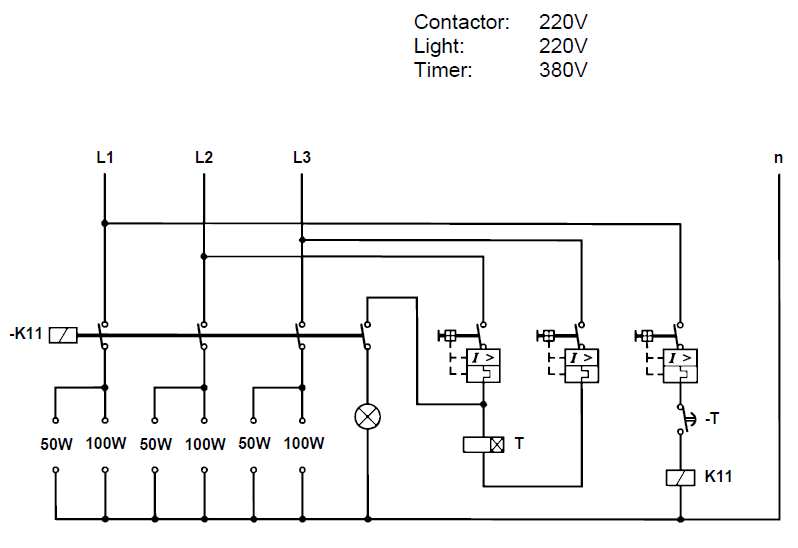 Contactor: 220V
Light: 220V
Timer: 380V
L1 L2 L3 n
-K11
I > I > I >
50W 100W 50W 100W 50W 100W
T
-T
K11